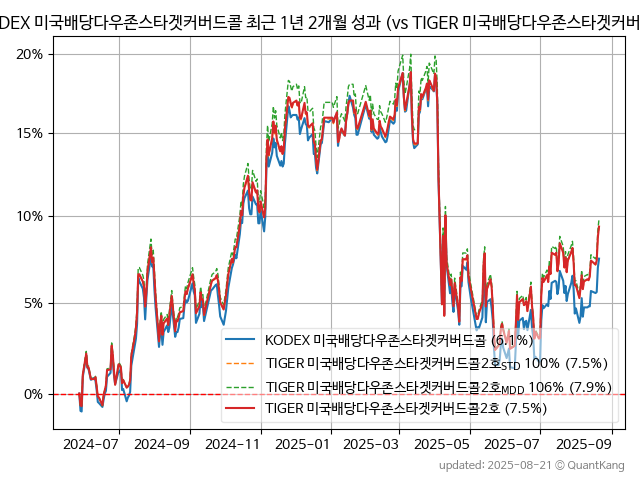 DEX 미국배당다우존스타겟커버드콜 최근 1년 2개월 성과 (vs TIGER 미국배당다우존스타겟커버
20%
15%
10%
5%
0%
KODEX 미국배당다우존스타겟커버드콜 (6.1%)
TIGER 미국배당다우존스타겟커버드콜2호STD 100% (7.5%)
TIGER 미국배당다우존스타겟커버드콜2호MDD 106% (7.9%)
TIGER 미국배당다우존스타겟커버드콜2호 (7.5%)
2024-07 2024-09 2024-11 2025-01 2025-03 2025-05 2025-07 2025-09
updated: 2025-08-21 © QuantKang